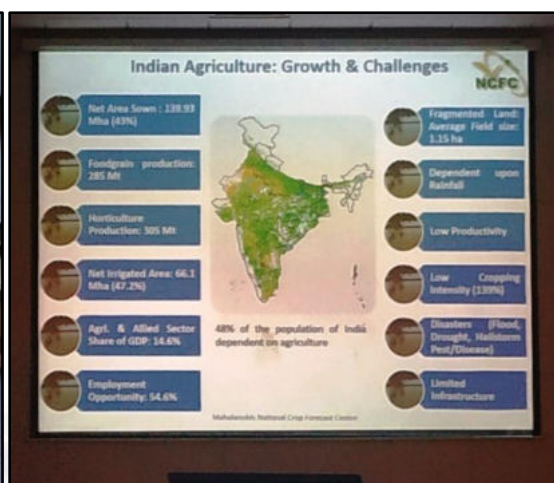 Indian Agriculture: Growth & Challenges
NCFC
Net Area Sown : 139.93
Mha (43%)
Foodgrain production:
285 Mt
Horticulture
Production: 305 Mt
Net Irrigated Area: 66.1
Mha (47.2%)
Agri. & Allied Sector
Share of GDP: 14.6%
Employment
Opportunity: 54.6%
48% of the population of India
dependent on agriculture
Fragmented Land:
Average Field size:
1.15 ha
Dependent upon
Rainfall
Low Productivity
Low Cropping
Intensity (139%)
Disasters (Flood,
Drought, Hailstorm
Pest/Disease)
Limited
Infrastructure
Mahalanobis National Crop Forecast Centre